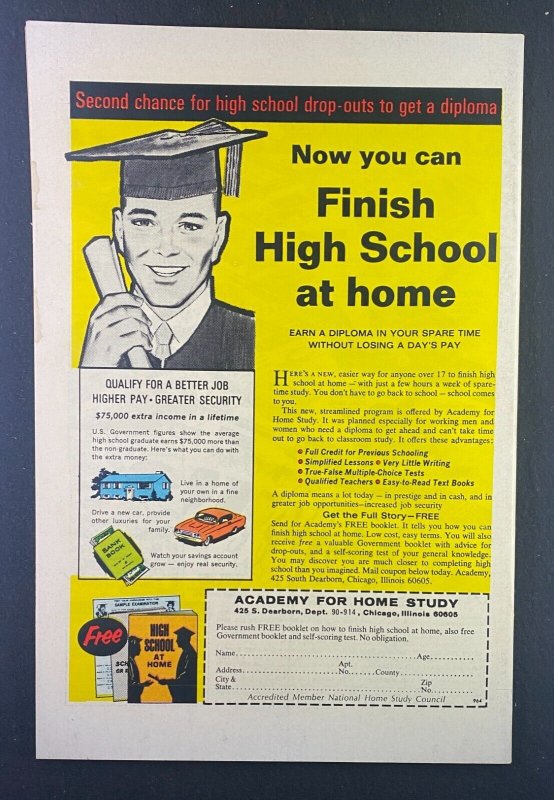 Second chance for high school drop-outs to get a diploma
Now you can
Finish
High School
at home
EARN A DIPLOMA IN YOUR SPARE TIME
WITHOUT LOSING A DAY'S PAY
HERE'S A NEW, easier way for anyone over 17 to finish high
school at home — with just a few hours a week of spare-
time study. You don't have to go back to school – school comes
to you.
This new, streamlined program is offered by Academy for
Home Study. It was planned especially for working men and
women who need a diploma to get ahead and can't take time
out to go back to classroom study. It offers these advantages:
Full Credit for Previous Schooling
Simplified Lessons • Very Little Writing
True-False Multiple-Choice Tests
Qualified Teachers • Easy-to-Read Text Books
A diploma means a lot today – in prestige and in cash, and in
greater job opportunities–increased job security
Get the Full Story—FREE
Send for Academy's FREE booklet. It tells you how you can
finish high school at home. Low cost, easy terms. You will also
receive free a valuable Government booklet with advice for
drop-outs, and a self-scoring test of your general knowledge.
You may discover you are much closer to completing high
school than you imagined. Mail coupon below today. Academy,
425 South Dearborn, Chicago, Illinois 60605.
QUALIFY FOR A BETTER JOB
HIGHER PAY • GREATER SECURITY
$75,000 extra income in a lifetime
U.S. Government figures show the average
high school graduate earns $75,000 more than
the non-graduate. Here's what you can do with
the extra money:
Live in a home of
your own in a fine
neighborhood.
Drive a new car, provide
other luxuries for your
family.
BANK
BOOK
Watch your savings account
grow — enjoy real security.
SAMPLE EXAMINATION
Free
HIGH
SCHOOL
AT
HOME
ACADEMY FOR HOME STUDY
425 S. Dearborn, Dept. 90-914, Chicago, Illinois 60605
Please rush FREE booklet on how to finish high school at home, also free
Government booklet and self-scoring test. No obligation.
Name Age
Apt.
Address No. County
City & Zip
State No.
Accredited Member National Home Study Council
964